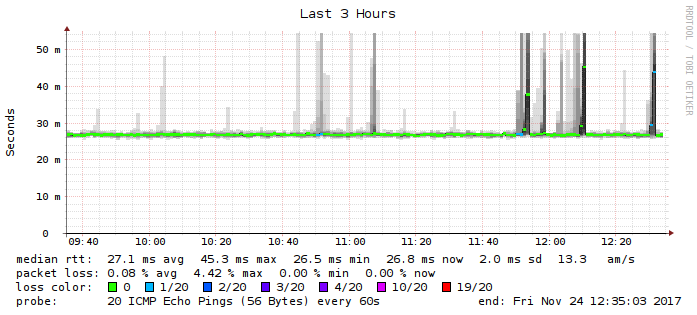 Last 3 Hours
RRDTOOL / TOBI OETIKER
Seconds
50 m
40 m
30 m
20 m
10 m
0
09:40 10:00 10:20 10:40 11:00 11:20 11:40 12:00 12:20
median rtt: 27.1 ms avg 45.3 ms max 26.5 ms min 26.8 ms now 2.0 ms sd 13.3 am/s
packet loss: 0.08 % avg 4.42 % max 0.00 % min 0.00 % now
loss color: 0 1/20 2/20 3/20 4/20 10/20 19/20
probe: 20 ICMP Echo Pings (56 Bytes) every 60s end: Fri Nov 24 12:35:03 2017